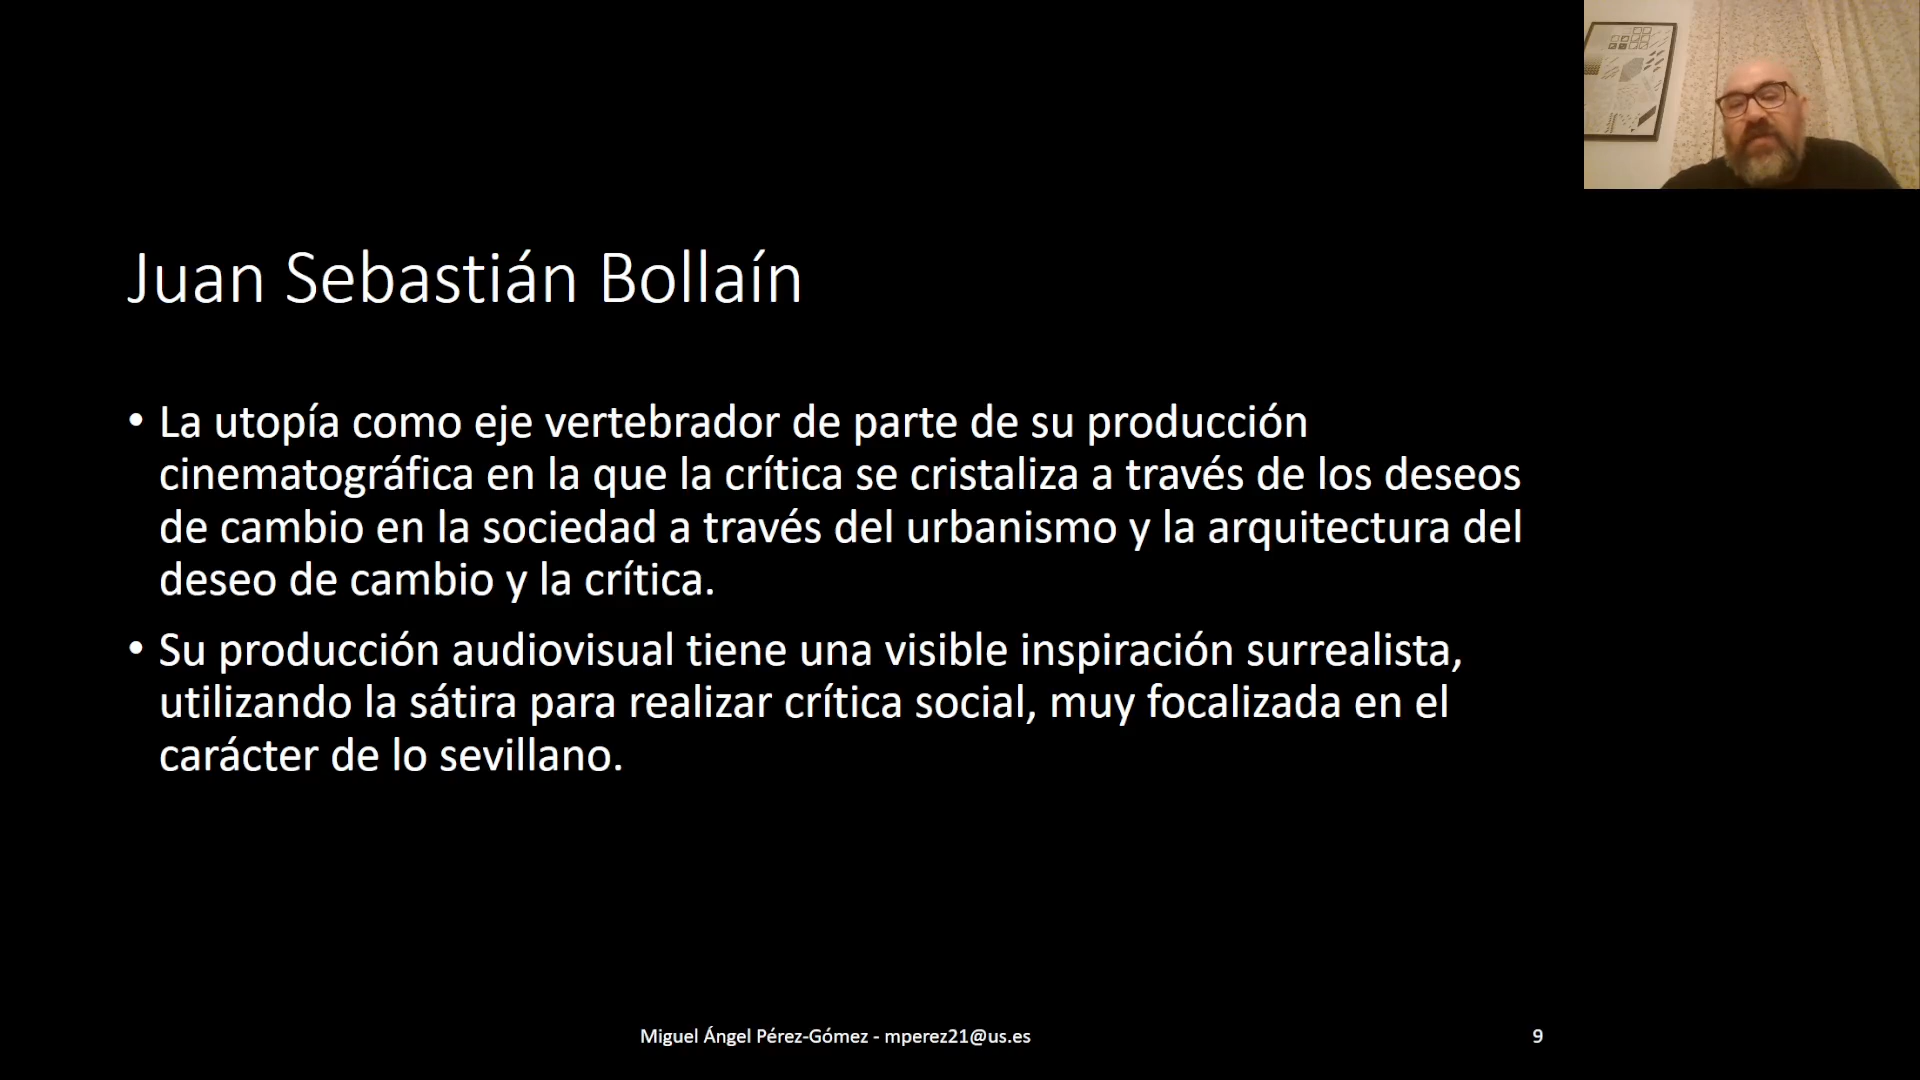 Juan Sebastián Bollaín
• La utopía como eje vertebrador de parte de su producción
cinematográfica en la que la crítica se cristaliza a través de los deseos
de cambio en la sociedad a través del urbanismo y la arquitectura del
deseo de cambio y la crítica.
• Su producción audiovisual tiene una visible inspiración surrealista,
utilizando la sátira para realizar crítica social, muy focalizada en el
carácter de lo sevillano.
Miguel Ángel Pérez-Gómez - mperez21@us.es
9